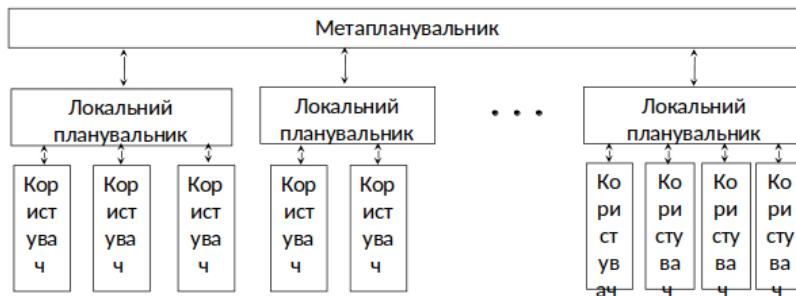 Метапланувальник
Локальний
планувальник
Локальний
планувальник
• • •
Локальний
планувальник
Кор
ист
ува
ч
Кор
ист
ува
ч
Кор
ист
ува
ч
Кор
ист
ува
ч
Кор
ист
ува
ч
Ко
ри
ст
ув
ач
Ко
ри
сту
ва
ч
Ко
ри
сту
ва
ч
Ко
ри
сту
ва
ч